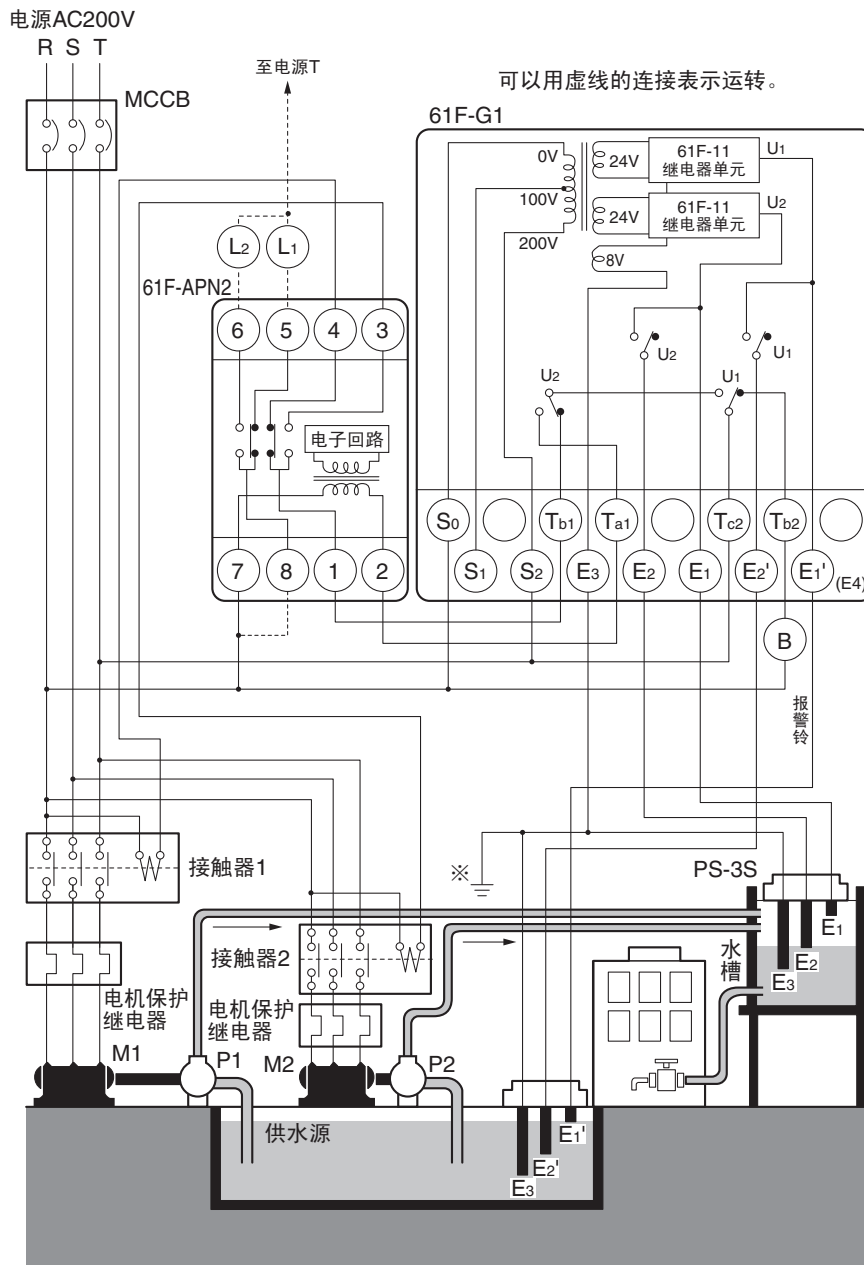 电源AC200V
R S T
MCCB
至电源T
可以用虚线的连接表示运转。
61F-G1
0V
100V
200V
24V
24V
8V
61F-11
继电器单元
U1
61F-11
继电器单元
U2
L2 L1
61F-APN2
6 5 4 3
电子回路
7 8 1 2
U2
U1
U2
U1
S0 Tb1 Ta1 Tc2 Tb2
S1 S2 E3 E2 E1 E2' E1' (E4)
B
报警铃
接触器1
※
PS-3S
接触器2
水槽
E1
E2
E3
电机保护
继电器
电机保护
继电器
M1
P1
M2
P2
供水源
E1'
E2'
E3